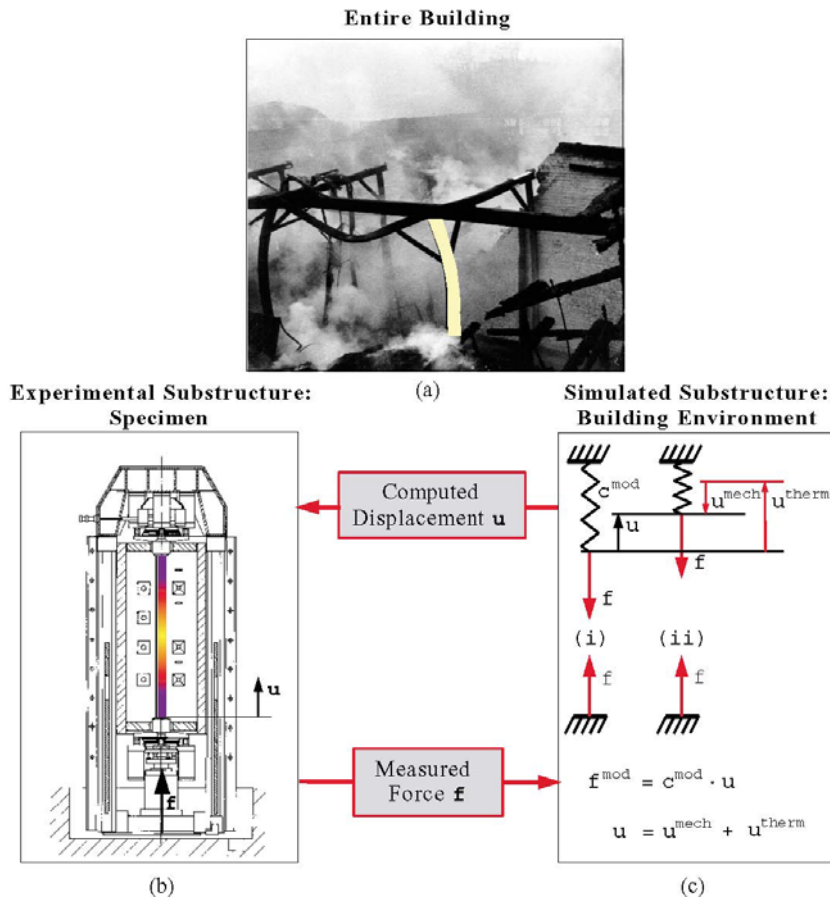 Entire Building
(a)
Experimental Substructure:
Specimen
Simulated Substructure:
Building Environment
Computed
Displacement u
c^mod
u^mech
u^therm
u
f
f
(i)
(ii)
f
f
u
f
Measured
Force f
f^mod = c^mod · u
u = u^mech + u^therm
(b)
(c)